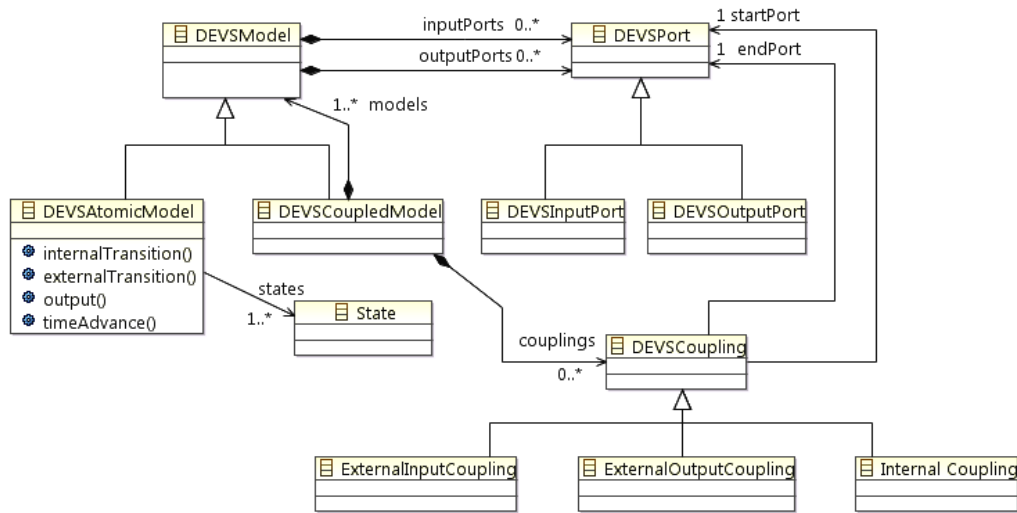 DEVSModel
inputPorts 0..*
DEVSPort
1 startPort
outputPorts 0..*
1 endPort
1..* models
DEVSAtomicModel
internalTransition()
externalTransition()
output()
timeAdvance()
DEVSCoupledModel
DEVSInputPort
DEVSOutputPort
states
1..*
State
couplings
0..*
DEVSCoupling
ExternalInputCoupling
ExternalOutputCoupling
Internal Coupling